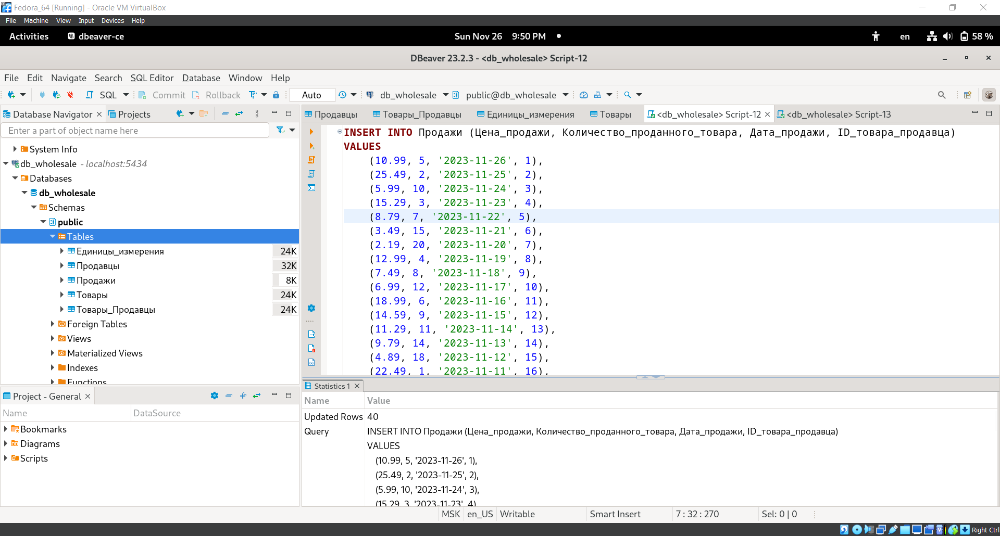 Fedora_64 [Running] - Oracle VM VirtualBox
File Machine View Input Devices Help
Activities dbeaver-ce Sun Nov 26 9:50 PM en 58 %
DBeaver 23.2.3 - <db_wholesale> Script-12
File Edit Navigate Search SQL Editor Database Window Help
SQL Commit Rollback Auto db_wholesale public@db_wholesale
Database Navigator Projects
Enter a part of object name here
System Info
db_wholesale - localhost:5434
Databases
db_wholesale
Schemas
public
Tables
Единицы_измерения 24K
Продавцы 32K
Продажи 8K
Товары 24K
Товары_Продавцы 24K
Foreign Tables
Views
Materialized Views
Indexes
Functions
Project - General
Name DataSource
Bookmarks
Diagrams
Scripts
Продавцы Товары_Продавцы Единицы_измерения Товары <db_wholesale> Script-12 <db_wholesale> Script-13
INSERT INTO Продажи (Цена_продажи, Количество_проданного_товара, Дата_продажи, ID_товара_продавца)
VALUES
(10.99, 5, '2023-11-26', 1),
(25.49, 2, '2023-11-25', 2),
(5.99, 10, '2023-11-24', 3),
(15.29, 3, '2023-11-23', 4),
(8.79, 7, '2023-11-22', 5),
(3.49, 15, '2023-11-21', 6),
(2.19, 20, '2023-11-20', 7),
(12.99, 4, '2023-11-19', 8),
(7.49, 8, '2023-11-18', 9),
(6.99, 12, '2023-11-17', 10),
(18.99, 6, '2023-11-16', 11),
(14.59, 9, '2023-11-15', 12),
(11.29, 11, '2023-11-14', 13),
(9.79, 14, '2023-11-13', 14),
(4.89, 18, '2023-11-12', 15),
(22.49, 1, '2023-11-11', 16),
Statistics 1
Name Value
Updated Rows 40
Query INSERT INTO Продажи (Цена_продажи, Количество_проданного_товара, Дата_продажи, ID_товара_продавца)
VALUES
(10.99, 5, '2023-11-26', 1),
(25.49, 2, '2023-11-25', 2),
(5.99, 10, '2023-11-24', 3),
(15.29, 3, '2023-11-23', 4),
MSK en_US Writable Smart Insert 7 : 32 : 270 Sel: 0 | 0
Right Ctrl